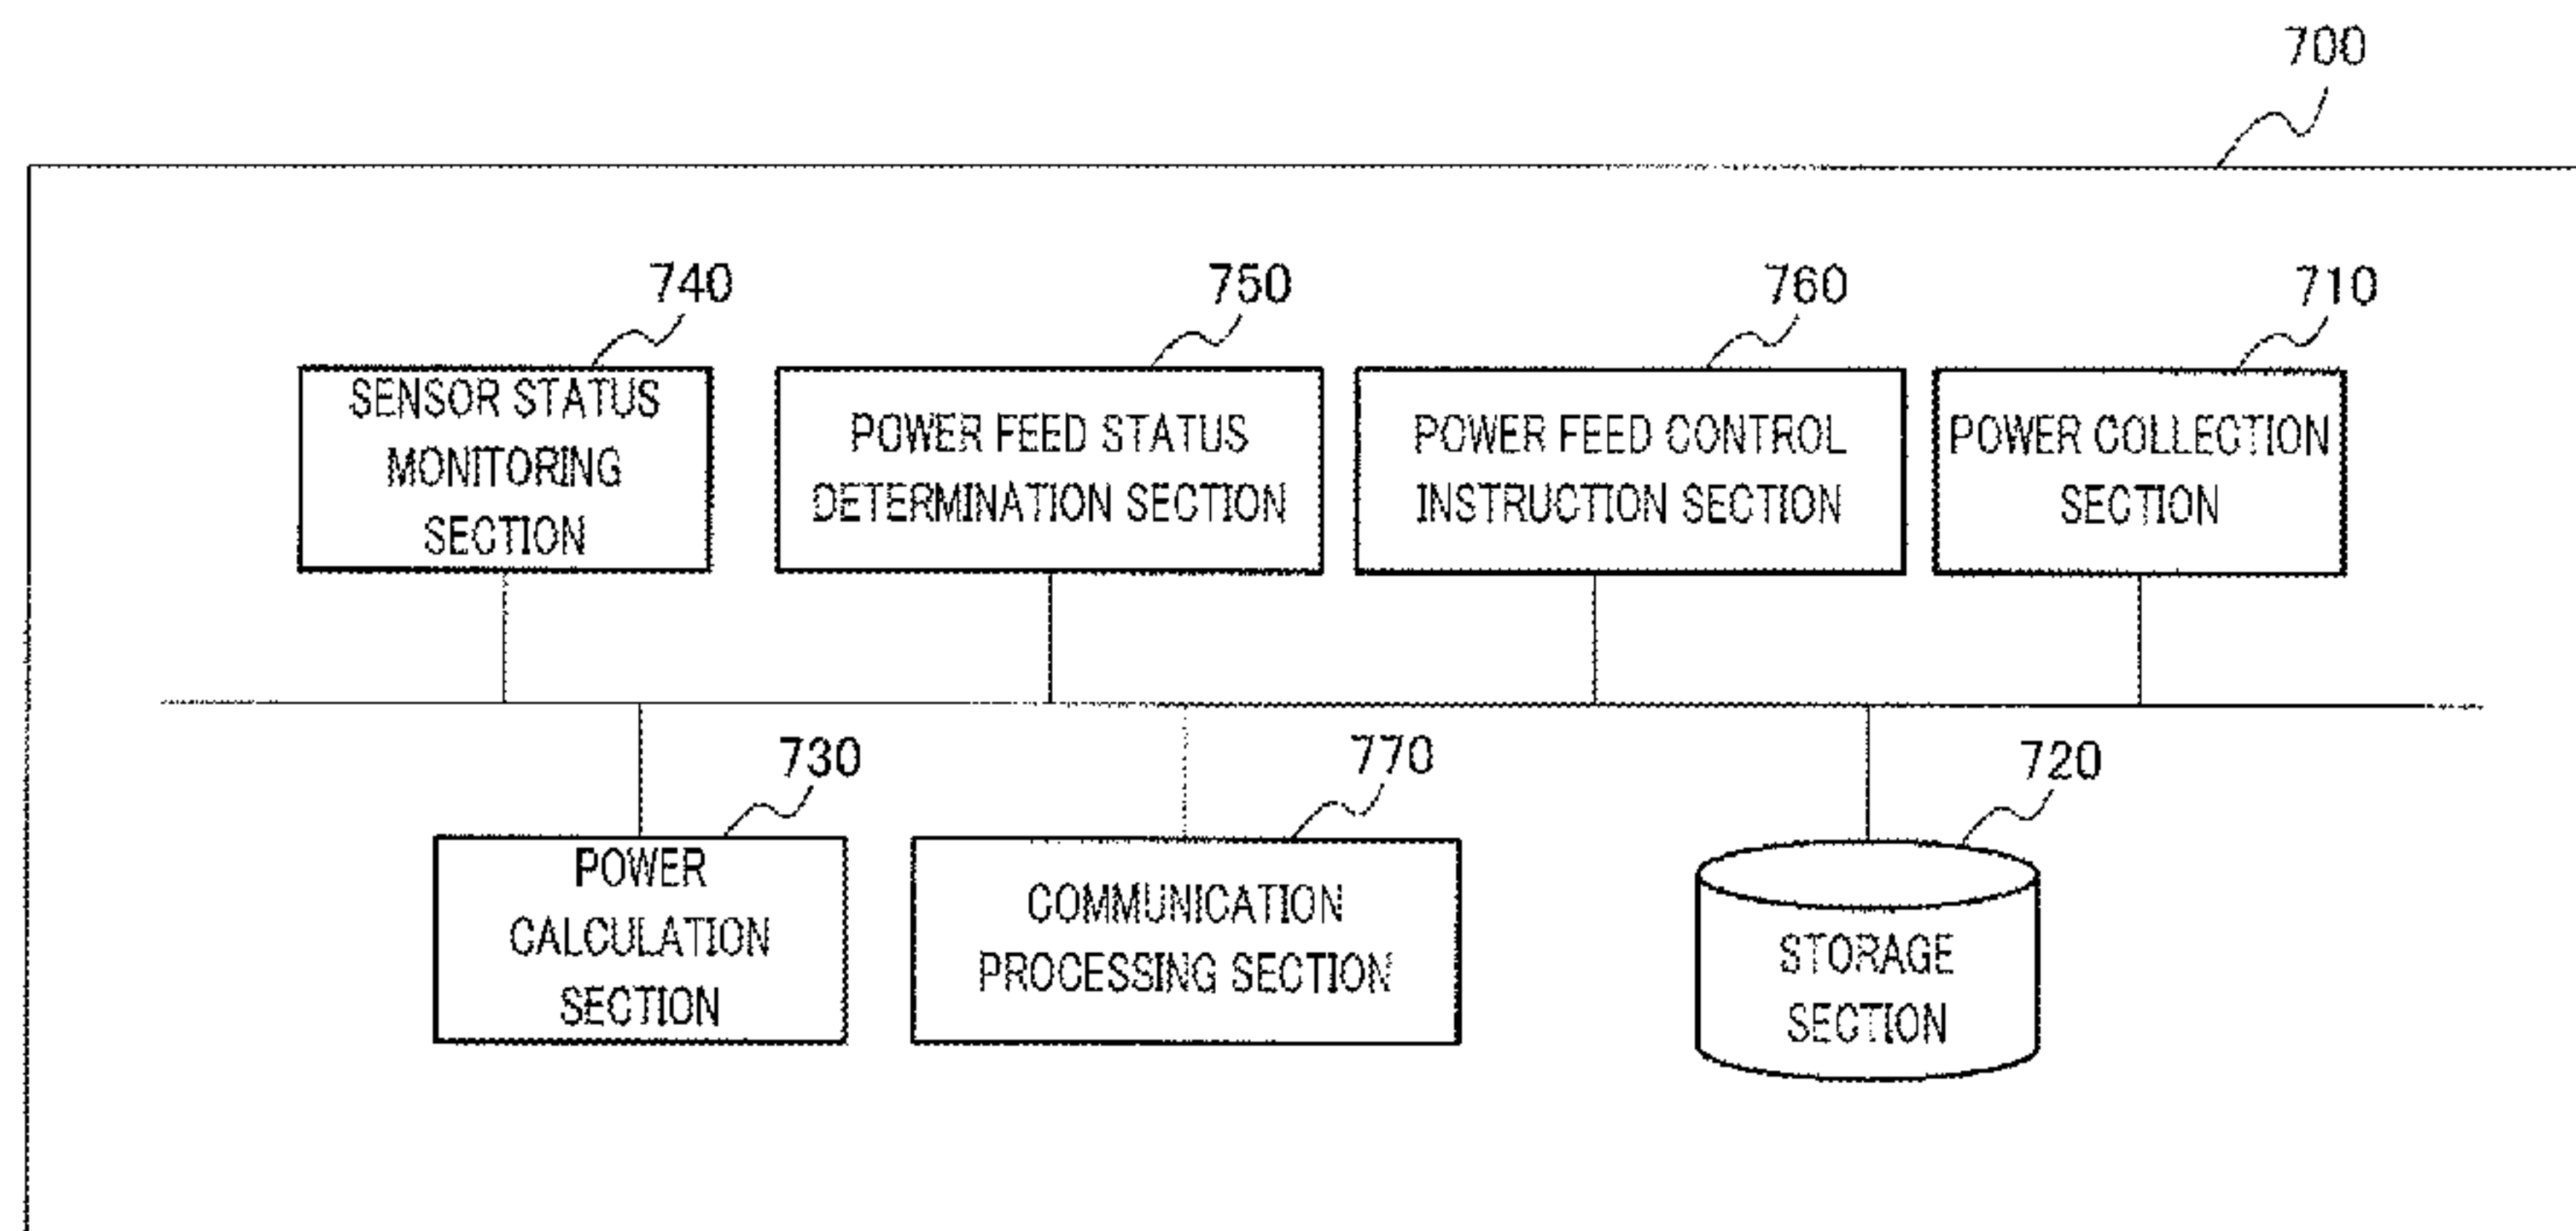 700
740
750
760
710
SENSOR STATUS
MONITORING
SECTION
POWER FEED STATUS
DETERMINATION SECTION
POWER FEED CONTROL
INSTRUCTION SECTION
POWER COLLECTION
SECTION
730
770
720
POWER
CALCULATION
SECTION
COMMUNICATION
PROCESSING SECTION
STORAGE
SECTION